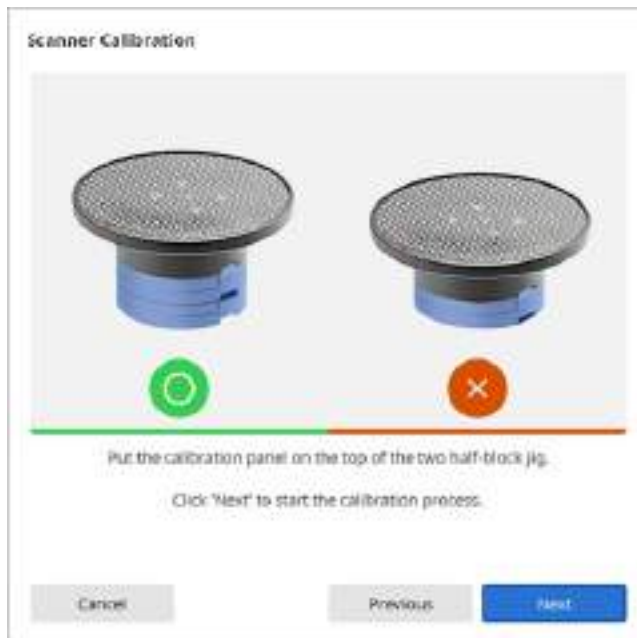 Scanner Calibration
Put the calibration panel on the top of the two half-block jig.
Click 'Next' to start the calibration process.
Cancel
Previous
Next